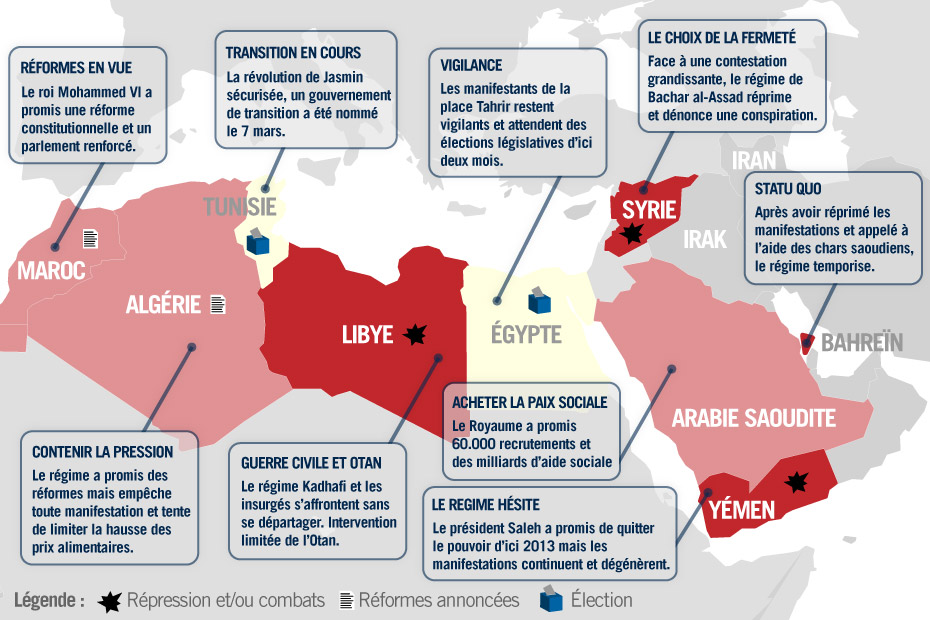 RÉFORMES EN VUE
Le roi Mohammed VI a
promis une réforme
constitutionnelle et un
parlement renforcé.
TRANSITION EN COURS
La révolution de Jasmin
sécurisée, un gouvernement
de transition a été nommé
le 7 mars.
VIGILANCE
Les manifestants de la
place Tahrir restent
vigilants et attendent des
élections législatives d'ici
deux mois.
LE CHOIX DE LA FERMETÉ
Face à une contestation
grandissante, le régime de
Bachar al-Assad réprime
et dénonce une conspiration.
IRAN
STATU QUO
Après avoir réprimé les
manifestations et appelé à
l'aide des chars saoudiens,
le régime temporise.
TUNISIE
SYRIE
IRAK
MAROC
ALGÉRIE
LIBYE
ÉGYPTE
BAHREÏN
ARABIE SAOUDITE
YÉMEN
CONTENIR LA PRESSION
Le régime a promis des
réformes mais empêche
toute manifestation et tente
de limiter la hausse des
prix alimentaires.
GUERRE CIVILE ET OTAN
Le régime Kadhafi et les
insurgés s'affrontent sans
se départager. Intervention
limitée de l'Otan.
ACHETER LA PAIX SOCIALE
Le Royaume a promis
60.000 recrutements et
des milliards d'aide sociale
LE REGIME HÉSITE
Le président Saleh a promis de quitter
le pouvoir d'ici 2013 mais les
manifestations continuent et dégénèrent.
Légende : Répression et/ou combats Réformes annoncées Élection